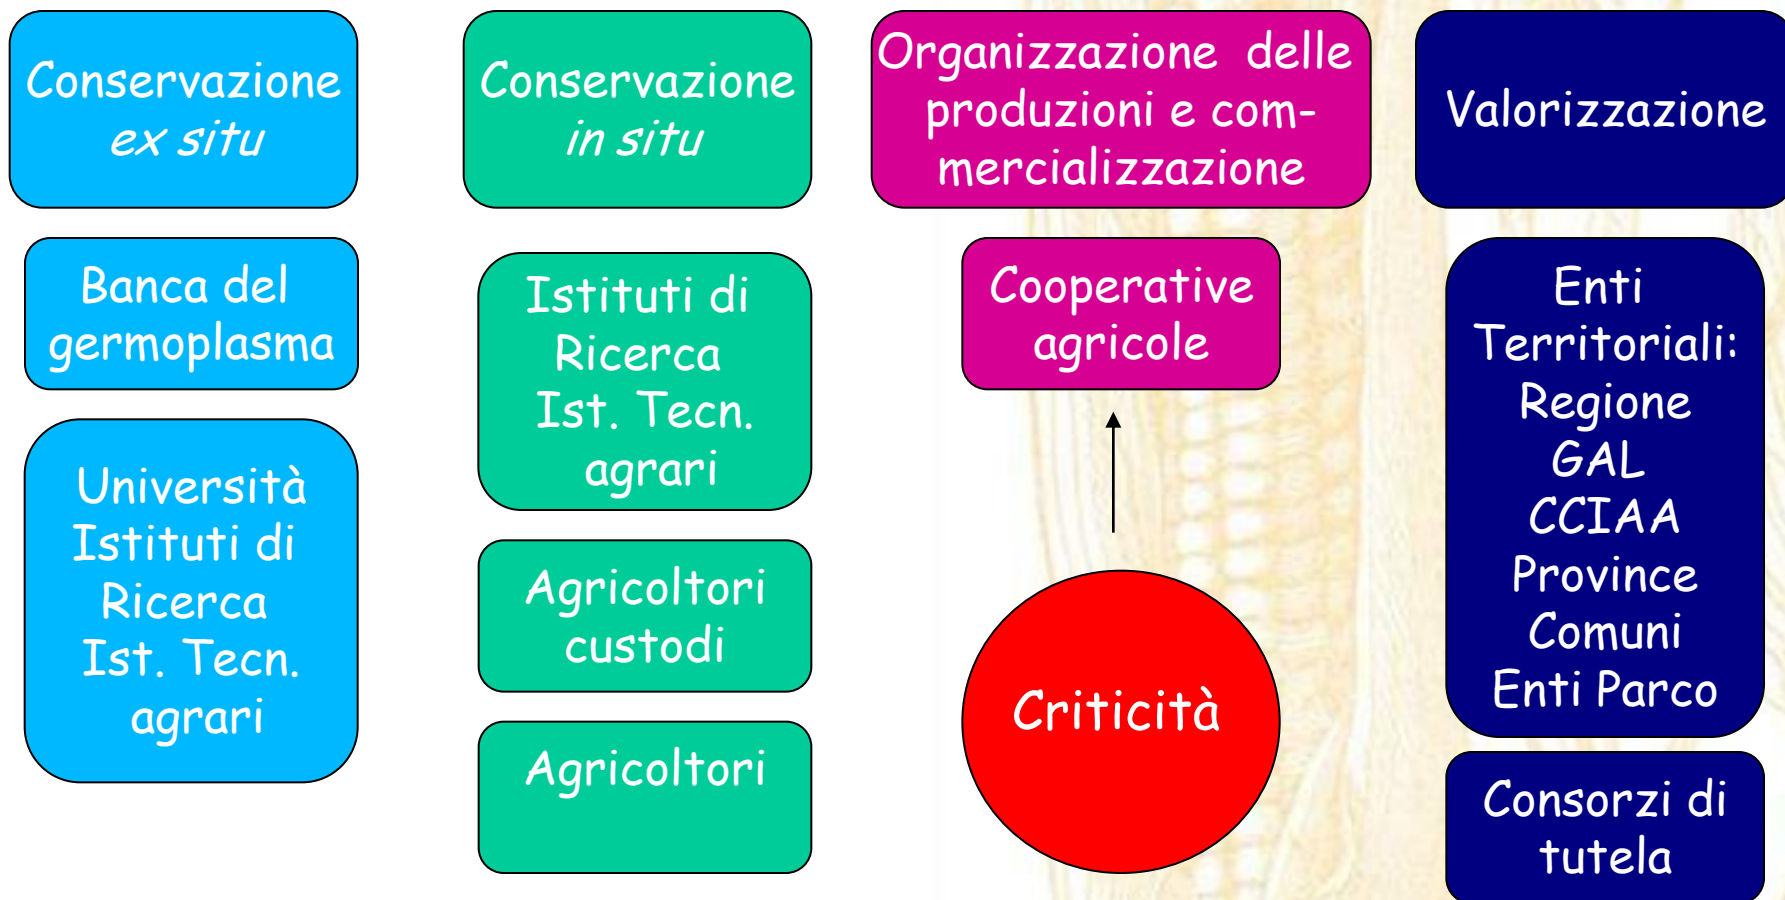 Conservazione
ex situ
Banca del
germoplasma
Università
Istituti di
Ricerca
Ist. Tecn.
agrari
Conservazione
in situ
Istituti di
Ricerca
Ist. Tecn.
agrari
Agricoltori
custodi
Agricoltori
Organizzazione delle
produzioni e com-
mercializzazione
Cooperative
agricole
Criticità
Valorizzazione
Enti
Territoriali:
Regione
GAL
CCIAA
Province
Comuni
Enti Parco
Consorzi di
tutela